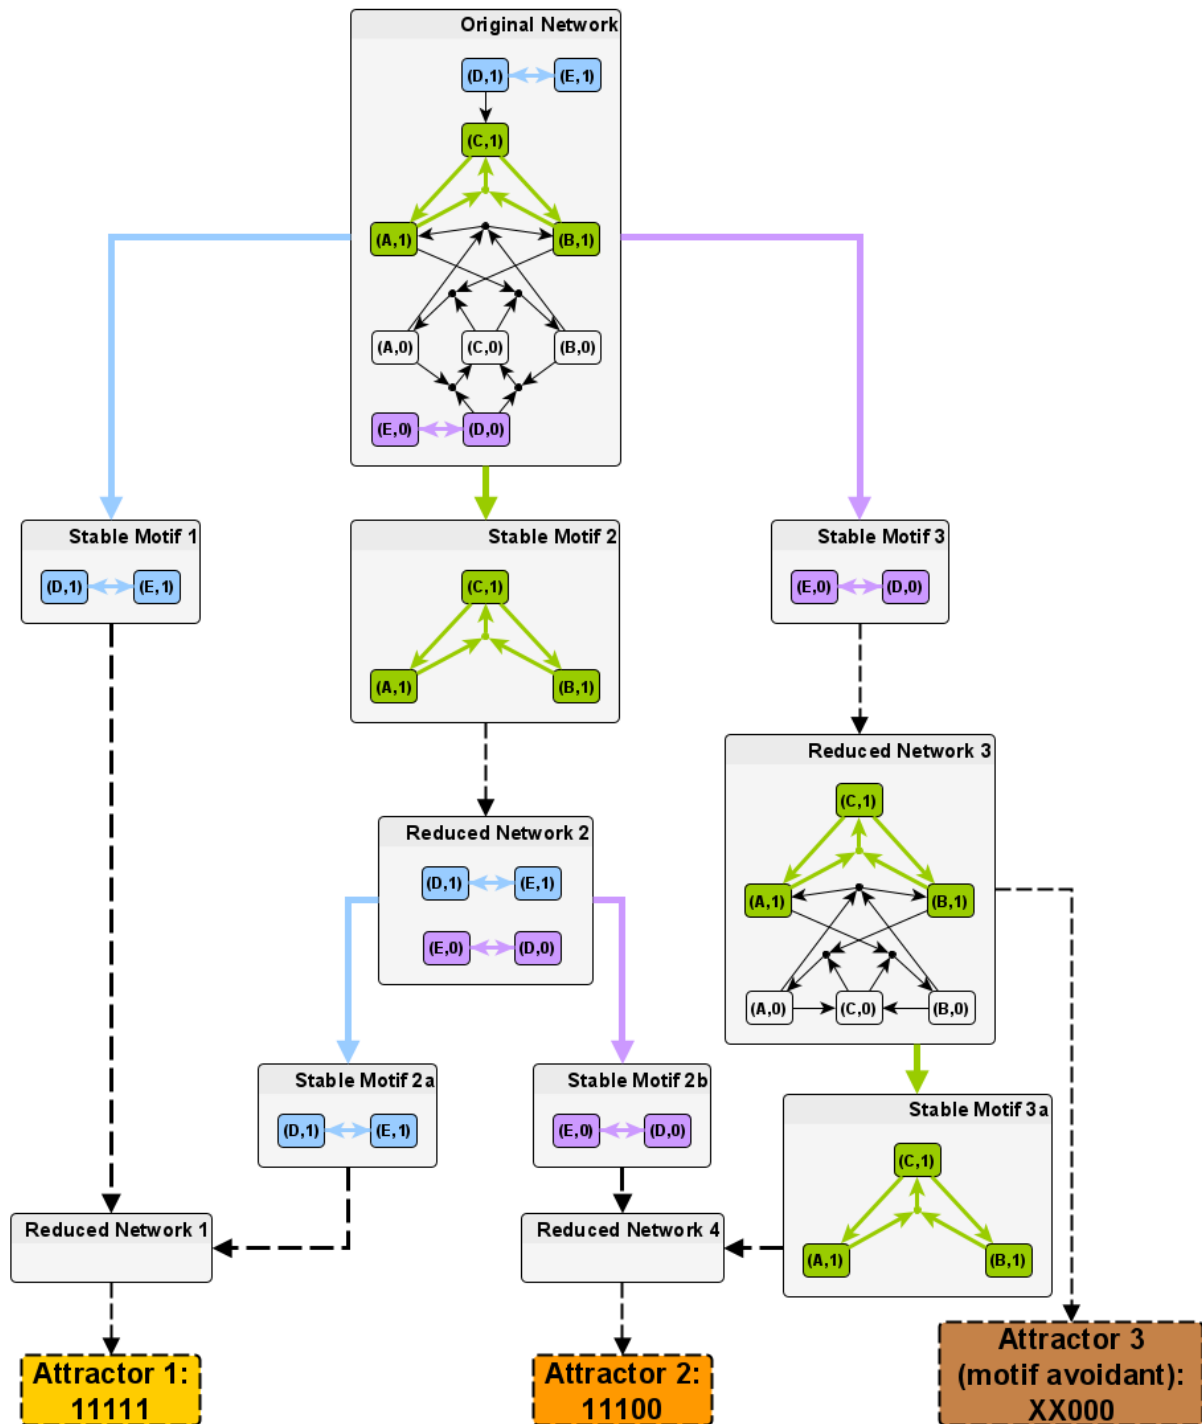 Original Network
(D,1) (E,1)
(C,1)
(A,1) (B,1)
(A,0) (C,0) (B,0)
(E,0) (D,0)
Stable Motif 1
(D,1) (E,1)
Stable Motif 2
(C,1)
(A,1) (B,1)
Stable Motif 3
(E,0) (D,0)
Reduced Network 2
(D,1) (E,1)
(E,0) (D,0)
Reduced Network 3
(C,1)
(A,1) (B,1)
(A,0) (C,0) (B,0)
Stable Motif 2a
(D,1) (E,1)
Stable Motif 2b
(E,0) (D,0)
Stable Motif 3a
(C,1)
(A,1) (B,1)
Reduced Network 1
Reduced Network 4
Attractor 1:
11111
Attractor 2:
11100
Attractor 3
(motif avoidant):
XX000